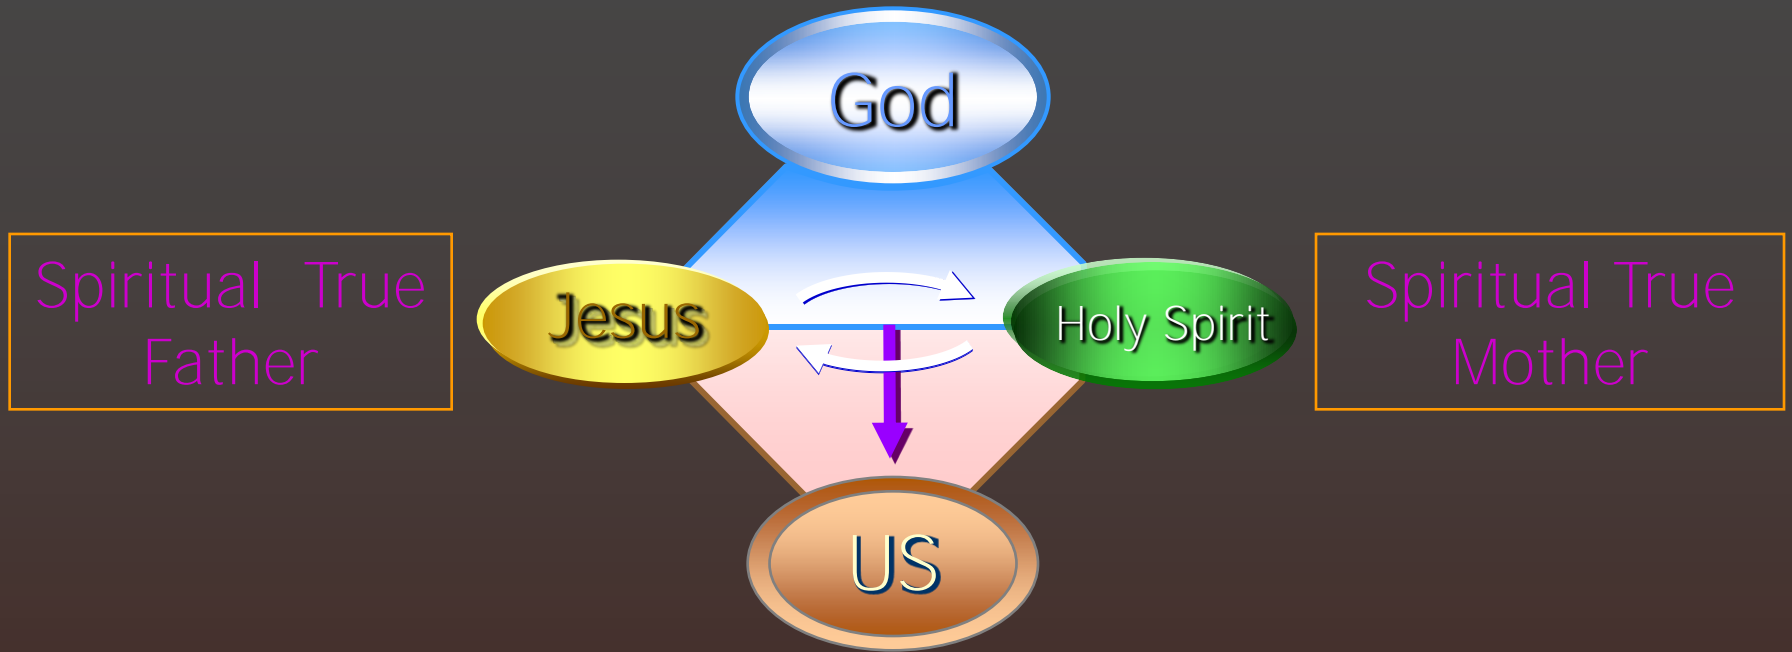 God
Spiritual True
Father
Jesus
Holy Spirit
Spiritual True
Mother
US